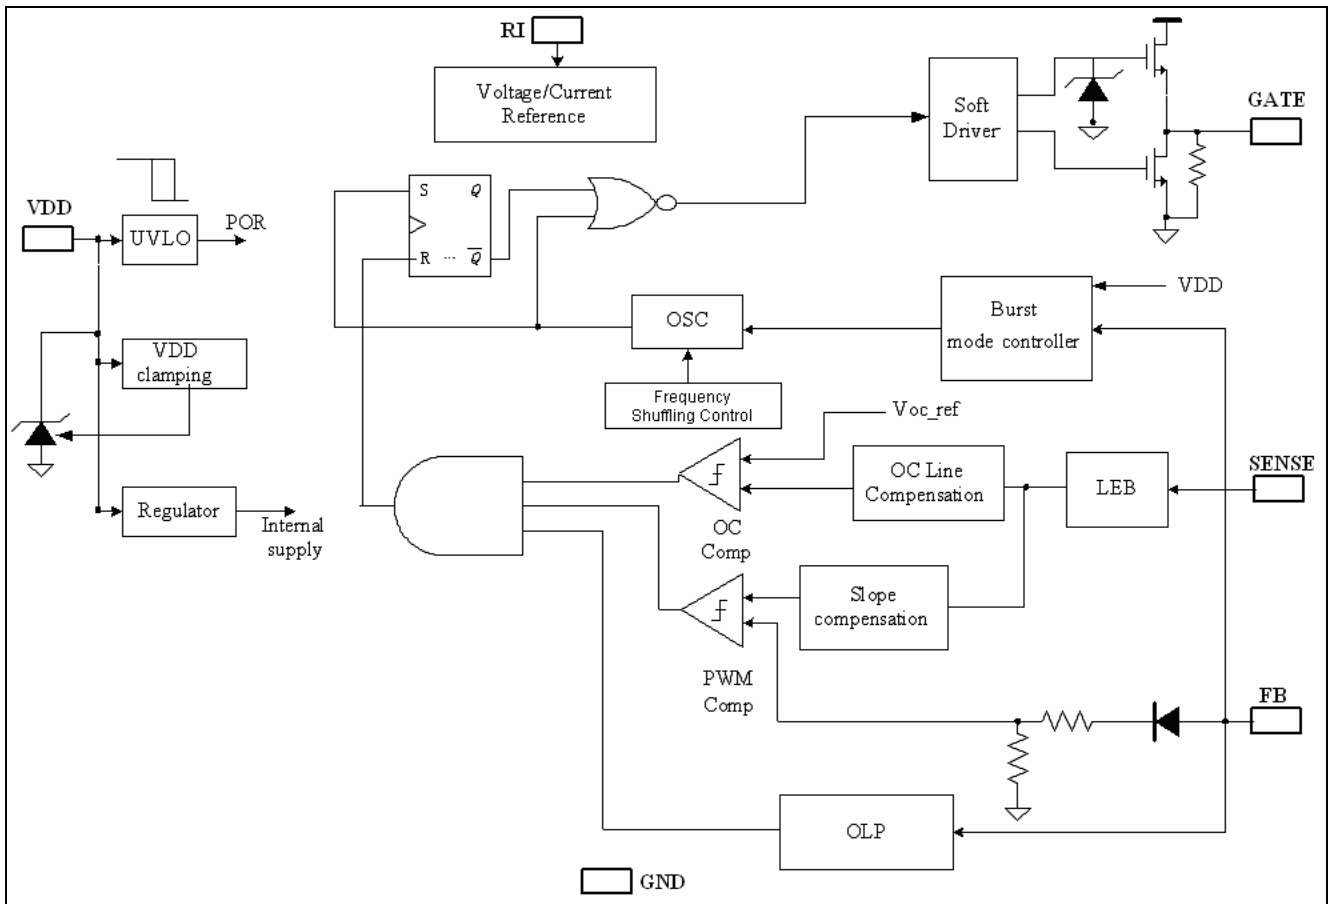 RI
Voltage/Current
Reference
Soft
Driver
GATE
VDD
UVLO
POR
S Q
R ... Q̅
OSC
Burst
mode controller
VDD
VDD
clamping
Frequency
Shuffling Control
Voc_ref
OC Line
Compensation
LEB
SENSE
Regulator
Internal
supply
OC
Comp
Slope
compensation
PWM
Comp
FB
OLP
GND